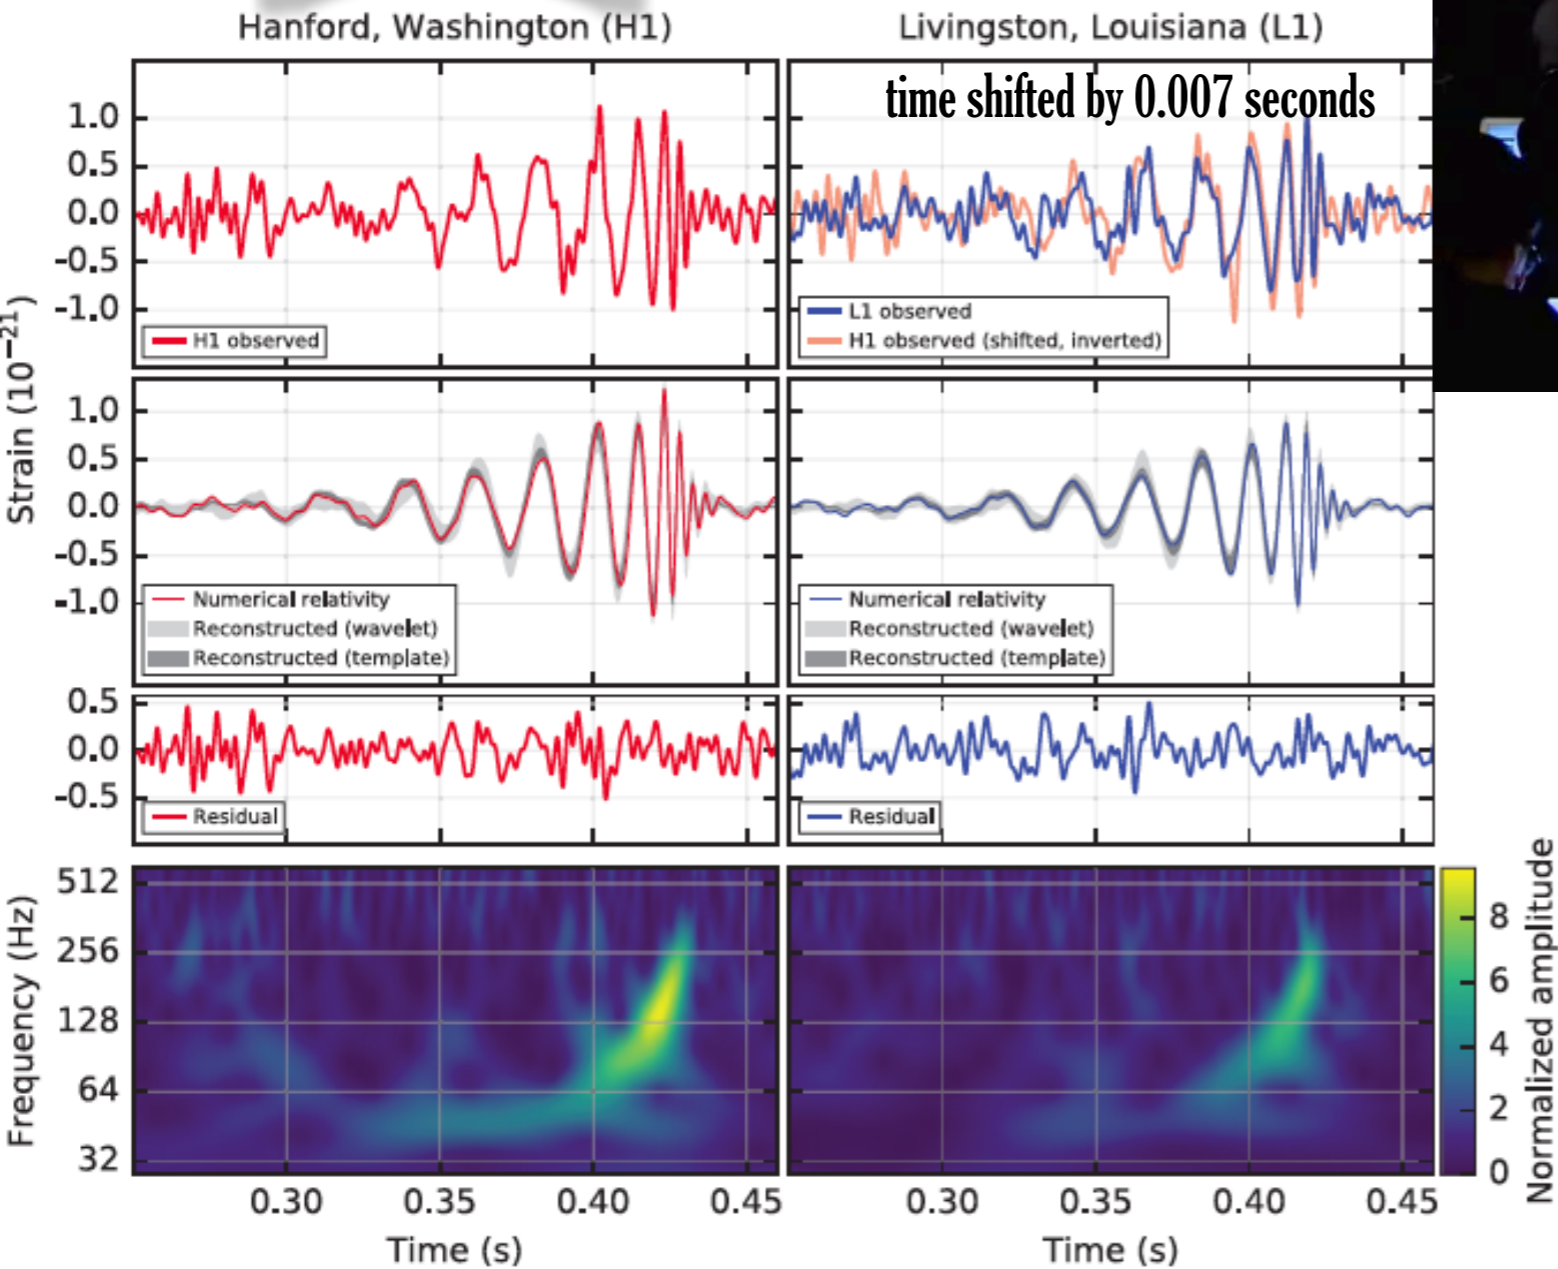 Hanford, Washington (H1)
Livingston, Louisiana (L1)
time shifted by 0.007 seconds
1.0
0.5
0.0
-0.5
-1.0
H1 observed
L1 observed
H1 observed (shifted, inverted)
Strain (10⁻²¹)
1.0
0.5
0.0
-0.5
-1.0
Numerical relativity
Reconstructed (wavelet)
Reconstructed (template)
Numerical relativity
Reconstructed (wavelet)
Reconstructed (template)
0.5
0.0
-0.5
Residual
Residual
Frequency (Hz)
512
256
128
64
32
0.30 0.35 0.40 0.45
Time (s)
0.30 0.35 0.40 0.45
Time (s)
8
6
4
2
0
Normalized amplitude